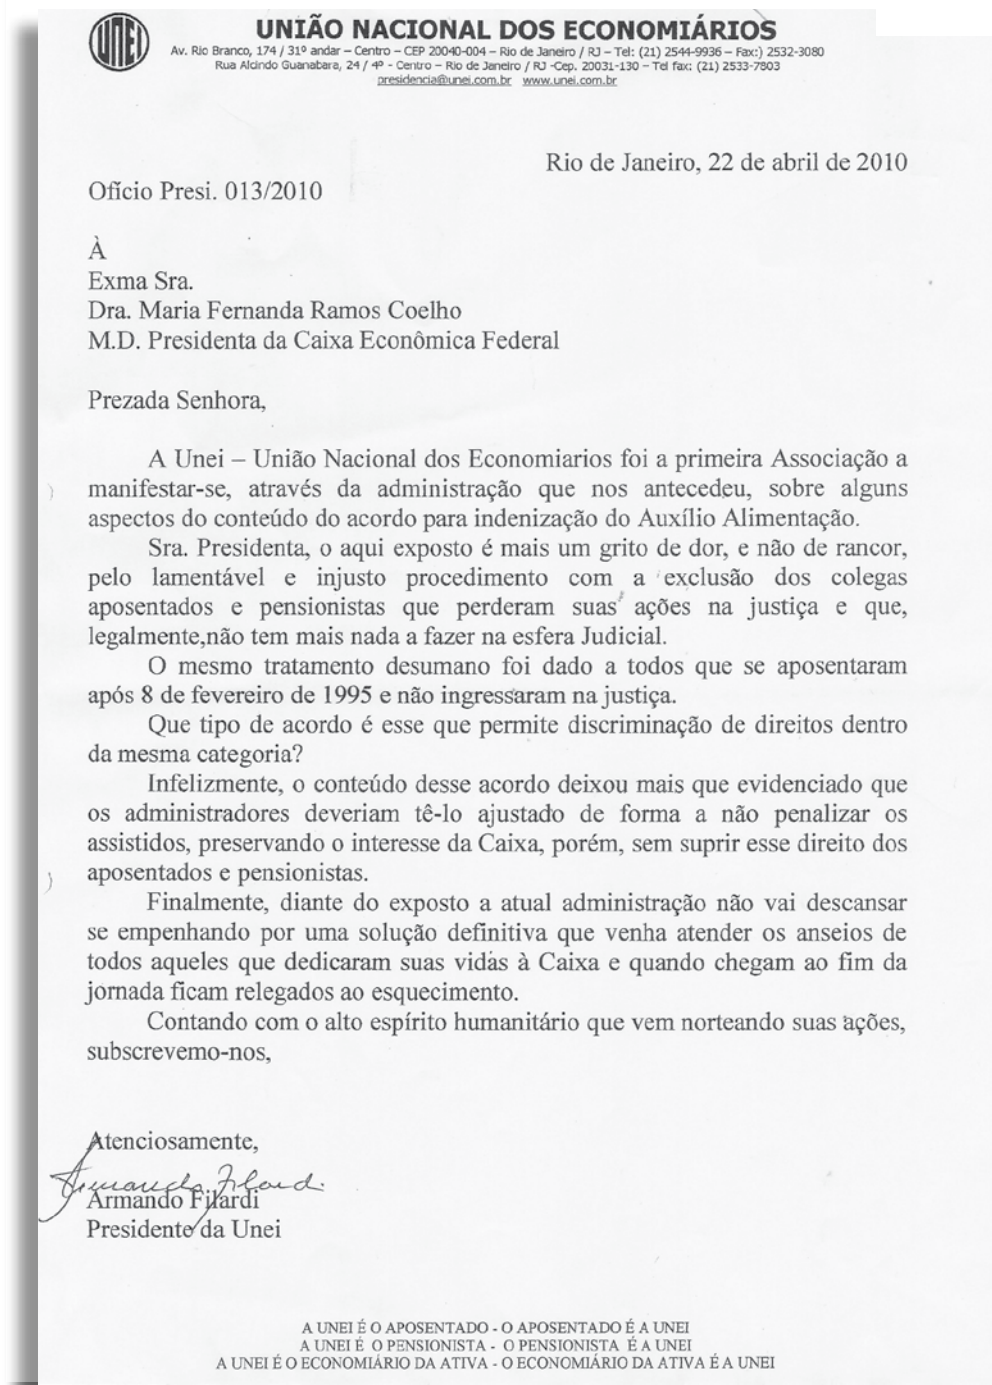 UNEI
UNIÃO NACIONAL DOS ECONOMIÁRIOS
Av. Rio Branco, 174 / 31º andar – Centro – CEP 20040-004 – Rio de Janeiro / RJ – Tel: (21) 2544-9936 – Fax:) 2532-3080
Rua Alcindo Guanabara, 24 / 4º - Centro – Rio de Janeiro / RJ -Cep. 20031-130 – Tel fax: (21) 2533-7803
presidencia@unei.com.br www.unei.com.br
Rio de Janeiro, 22 de abril de 2010
Ofício Presi. 013/2010
À
Exma Sra.
Dra. Maria Fernanda Ramos Coelho
M.D. Presidenta da Caixa Econômica Federal
Prezada Senhora,
A Unei – União Nacional dos Economiarios foi a primeira Associação a
manifestar-se, através da administração que nos antecedeu, sobre alguns
aspectos do conteúdo do acordo para indenização do Auxílio Alimentação.
Sra. Presidenta, o aqui exposto é mais um grito de dor, e não de rancor,
pelo lamentável e injusto procedimento com a exclusão dos colegas
aposentados e pensionistas que perderam suas ações na justiça e que,
legalmente,não tem mais nada a fazer na esfera Judicial.
O mesmo tratamento desumano foi dado a todos que se aposentaram
após 8 de fevereiro de 1995 e não ingressaram na justiça.
Que tipo de acordo é esse que permite discriminação de direitos dentro
da mesma categoria?
Infelizmente, o conteúdo desse acordo deixou mais que evidenciado que
os administradores deveriam tê-lo ajustado de forma a não penalizar os
assistidos, preservando o interesse da Caixa, porém, sem suprir esse direito dos
aposentados e pensionistas.
Finalmente, diante do exposto a atual administração não vai descansar
se empenhando por uma solução definitiva que venha atender os anseios de
todos aqueles que dedicaram suas vidas à Caixa e quando chegam ao fim da
jornada ficam relegados ao esquecimento.
Contando com o alto espírito humanitário que vem norteando suas ações,
subscrevemo-nos,
Atenciosamente,
Armando Filardi
Armando Filardi
Presidente da Unei
A UNEI É O APOSENTADO - O APOSENTADO É A UNEI
A UNEI É O PENSIONISTA - O PENSIONISTA É A UNEI
A UNEI É O ECONOMIÁRIO DA ATIVA - O ECONOMIÁRIO DA ATIVA É A UNEI